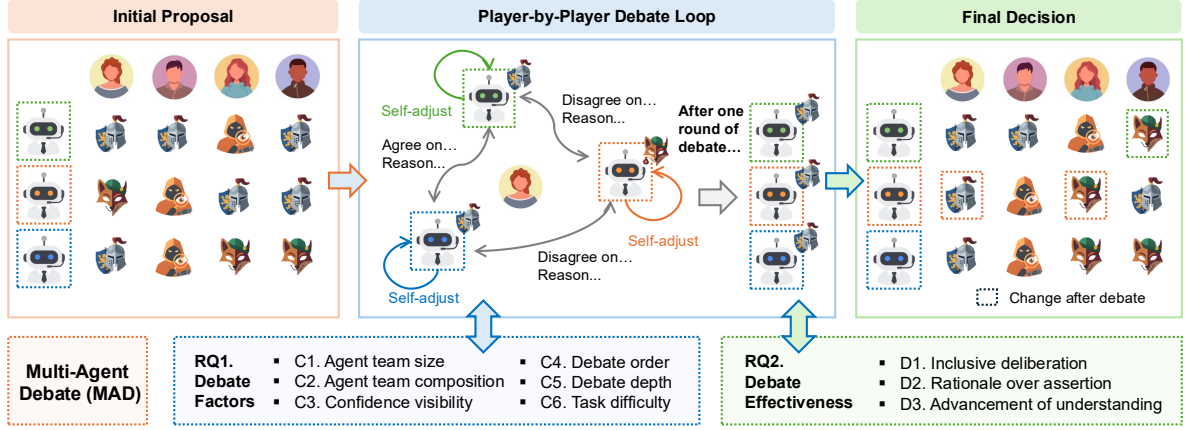 Initial Proposal
Player-by-Player Debate Loop
Final Decision
Self-adjust
Disagree on…
Reason...
Agree on…
Reason...
After one
round of
debate…
Self-adjust
Disagree on…
Reason...
Self-adjust
Change after debate
Multi-Agent
Debate (MAD)
RQ1.
Debate
Factors
▪ C1. Agent team size
▪ C2. Agent team composition
▪ C3. Confidence visibility
▪ C4. Debate order
▪ C5. Debate depth
▪ C6. Task difficulty
RQ2.
Debate
Effectiveness
▪ D1. Inclusive deliberation
▪ D2. Rationale over assertion
▪ D3. Advancement of understanding